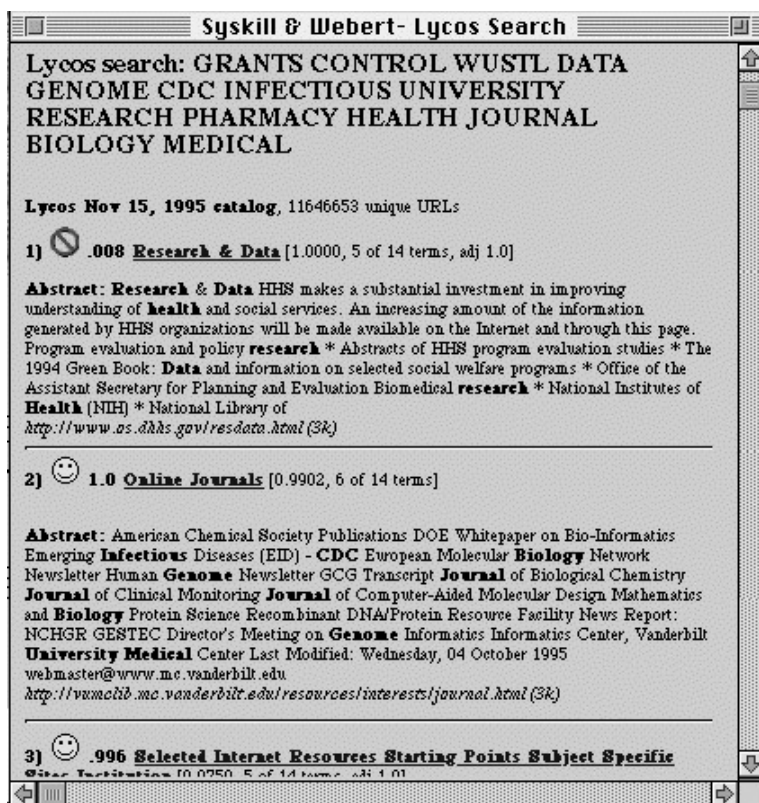 Syskill & Webert- Lycos Search
Lycos search: GRANTS CONTROL WUSTL DATA
GENOME CDC INFECTIOUS UNIVERSITY
RESEARCH PHARMACY HEALTH JOURNAL
BIOLOGY MEDICAL
Lycos Nov 15, 1995 catalog, 11646653 unique URLs
1) .008 Research & Data [1.0000, 5 of 14 terms, adj 1.0]
Abstract: Research & Data HHS makes a substantial investment in improving
understanding of health and social services. An increasing amount of the information
generated by HHS organizations will be made available on the Internet and through this page.
Program evaluation and policy research * Abstracts of HHS program evaluation studies * The
1994 Green Book: Data and information on selected social welfare programs * Office of the
Assistant Secretary for Planning and Evaluation Biomedical research * National Institutes of
Health (NIH) * National Library of
http://www.os.dhhs.gov/resdata.html (3k)
2) 1.0 Online Journals [0.9902, 6 of 14 terms]
Abstract: American Chemical Society Publications DOE Whitepaper on Bio-Informatics
Emerging Infectious Diseases (EID) - CDC European Molecular Biology Network
Newsletter Human Genome Newsletter GCG Transcript Journal of Biological Chemistry
Journal of Clinical Monitoring Journal of Computer-Aided Molecular Design Mathematics
and Biology Protein Science Recombinant DNA/Protein Resource Facility News Report:
NCHGR GESTEC Director's Meeting on Genome Informatics Informatics Center, Vanderbilt
University Medical Center Last Modified: Wednesday, 04 October 1995
webmaster@www.mc.vanderbilt.edu
http://vumclib.mc.vanderbilt.edu/resources/interests/journal.html (3k)
3) .996 Selected Internet Resources Starting Points Subject Specific
Sites Institution [0.9750, 5 of 14 terms, adj 1.0]